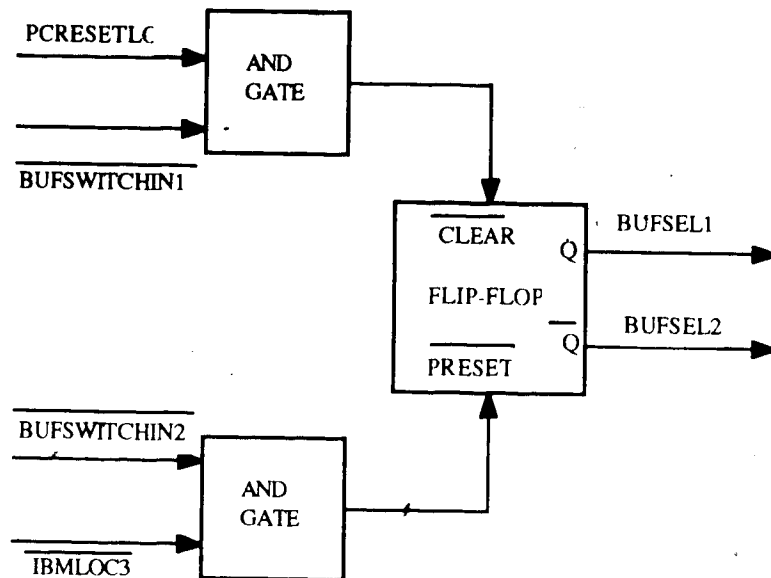 PCRESETLC
AND
GATE
BUFSWITCHIN1
CLEAR
Q
BUFSEL1
FLIP-FLOP
PRESET
Q
BUFSEL2
BUFSWITCHIN2
AND
GATE
IBMLOC3